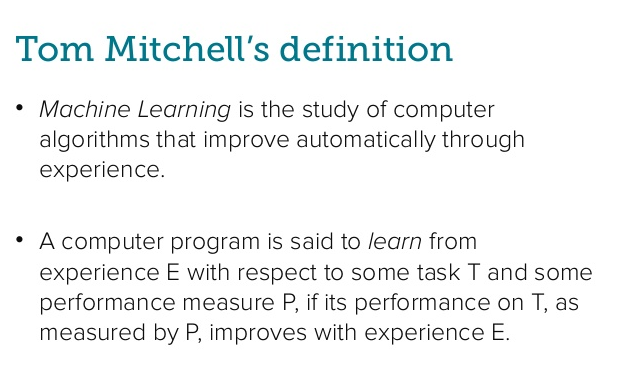 Tom Mitchell's definition
• Machine Learning is the study of computer
algorithms that improve automatically through
experience.
• A computer program is said to learn from
experience E with respect to some task T and some
performance measure P, if its performance on T, as
measured by P, improves with experience E.